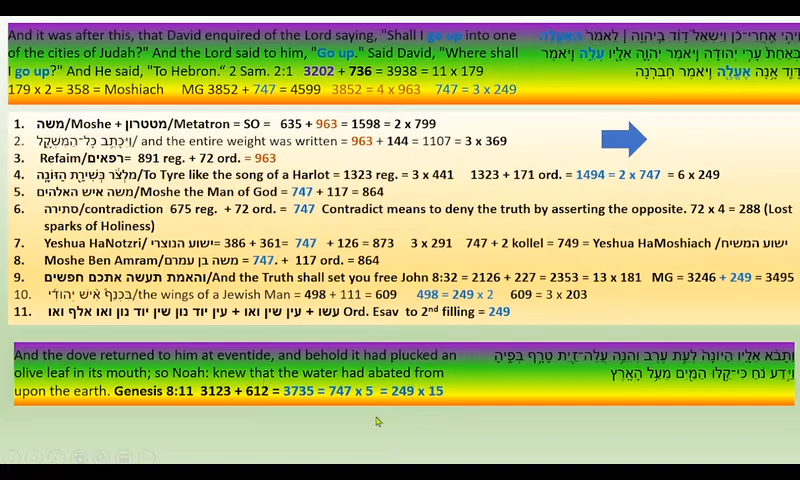 And it was after this, that David enquired of the Lord saying, "Shall I go up into one
of the cities of Judah?" And the Lord said to him, "Go up." Said David, "Where shall
I go up?" And He said, "To Hebron.“ 2 Sam. 2:1 3202 + 736 = 3938 = 11 x 179
179 x 2 = 358 = Moshiach MG 3852 + 747 = 4599 3852 = 4 x 963 747 = 3 x 249
וַיְהִ֣י אַֽחֲרֵי־כֵ֗ן וַיִּשְׁאַל֩ דָּוִ֨ד בַּֽיהֹוָ֤ה | לֵאמֹר֙ הַאֶעֱלֶ֗ה
בְּאַחַת֙ עָרֵ֣י יְהוּדָ֔ה וַיֹּ֧אמֶר יְהֹוָ֛ה אֵלָ֖יו עֲלֵ֑ה וַיֹּ֧אמֶר
דָּוִ֛ד אָ֥נָה אֶעֱלֶ֖ה וַיֹּ֥אמֶר חֶבְרֽוֹנָה
1. משה/Moshe + מטטרון/Metatron = SO = 635 + 963 = 1598 = 2 x 799
2. וַיִּכָּתֵ֥ב כׇּֽל־הַמִּשְׁקָ֖ל/ and the entire weight was written = 963 + 144 = 1107 = 3 x 369
3. Refaim/רפאים= 891 reg. + 72 ord. = 963
4. לְצֹ֔ר כְּשִׁירַ֖ת הַזּוֹנָֽה/To Tyre like the song of a Harlot = 1323 reg. = 3 x 441 1323 + 171 ord. = 1494 = 2 x 747 = 6 x 249
5. משה איש האלהים/Moshe the Man of God = 747 + 117 = 864
6. סתירה/contradiction 675 reg. + 72 ord. = 747 Contradict means to deny the truth by asserting the opposite. 72 x 4 = 288 (Lost
sparks of Holiness)
7. Yeshua HaNotzri/ ישוע הנוצרי= 386 + 361= 747 + 126 = 873 3 x 291 747 + 2 kollel = 749 = Yeshua HaMoshiach /ישוע המשיח
8. Moshe Ben Amram/משה בן עמרם = 747. + 117 ord. = 864
9. והאמת תעשה אתכם חפשים/And the Truth shall set you free John 8:32 = 2126 + 227 = 2353 = 13 x 181 MG = 3246 + 249 = 3495
10. בִּכְנַף֩ אִ֨ישׁ יְהוּדִ֜י/the wings of a Jewish Man = 498 + 111 = 609 498 = 249 x 2 609 = 3 x 203
11. עשו + עין שין ואו + עין יוד נון שין יוד נון ואו אלף ואו Ord. Esav to 2nd filling = 249
And the dove returned to him at eventide, and behold it had plucked an
olive leaf in its mouth; so Noah: knew that the water had abated from
upon the earth. Genesis 8:11 3123 + 612 = 3735 = 747 x 5 = 249 x 15
וַתָּבֹ֨א אֵלָ֤יו הַיּוֹנָה֙ לְעֵ֣ת עֶ֔רֶב וְהִנֵּ֥ה עֲלֵה־זַ֖יִת טָרָ֣ף בְּפִ֑יהָ
וַיֵּ֣דַע נֹ֔חַ כִּי־קַ֥לּוּ הַמַּ֖יִם מֵעַ֥ל הָאָֽרֶץ